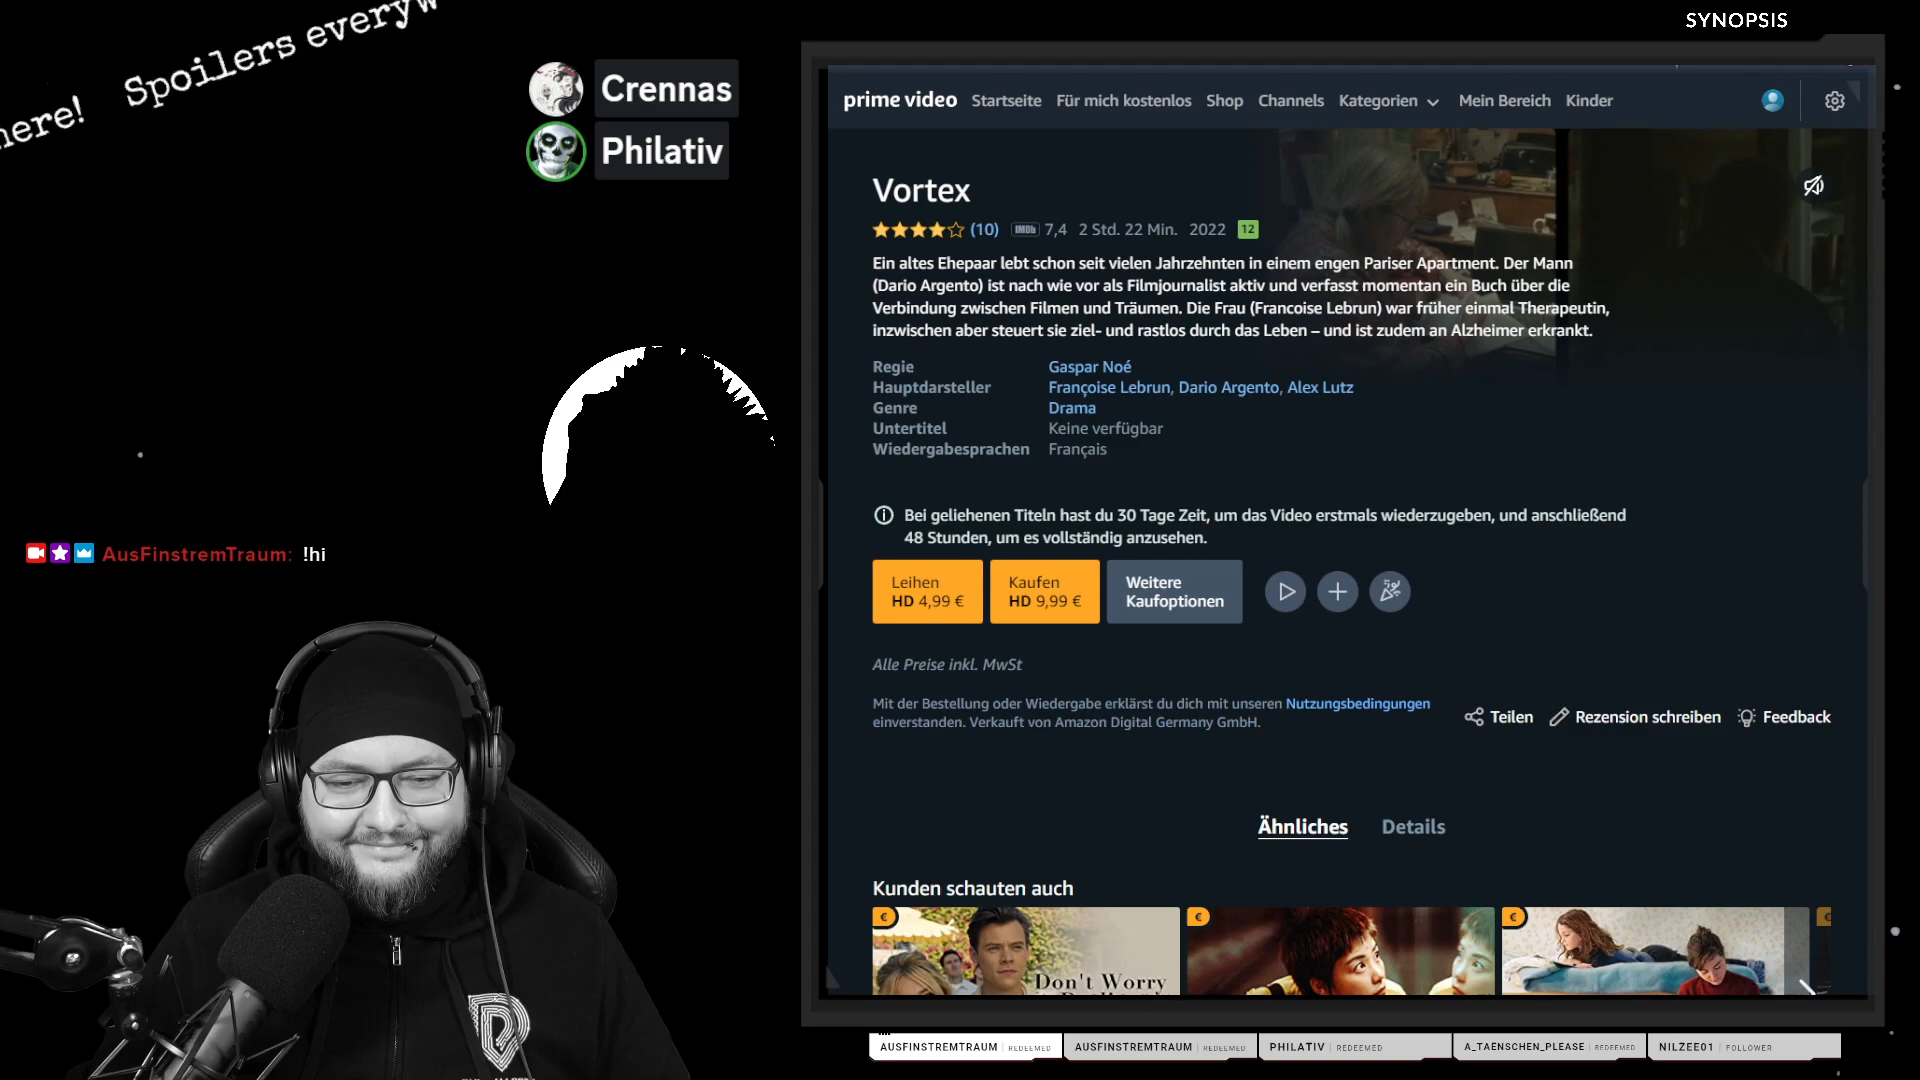 SYNOPSIS
here! Spoilers everyw
Crennas
Philativ
prime video Startseite Für mich kostenlos Shop Channels Kategorien Mein Bereich Kinder
Vortex
(10) IMDb 7,4 2 Std. 22 Min. 2022 12
Ein altes Ehepaar lebt schon seit vielen Jahrzehnten in einem engen Pariser Apartment. Der Mann
(Dario Argento) ist nach wie vor als Filmjournalist aktiv und verfasst momentan ein Buch über die
Verbindung zwischen Filmen und Träumen. Die Frau (Francoise Lebrun) war früher einmal Therapeutin,
inzwischen aber steuert sie ziel- und rastlos durch das Leben – und ist zudem an Alzheimer erkrankt.
Regie Gaspar Noé
Hauptdarsteller Françoise Lebrun, Dario Argento, Alex Lutz
Genre Drama
Untertitel Keine verfügbar
Wiedergabesprachen Français
Bei geliehenen Titeln hast du 30 Tage Zeit, um das Video erstmals wiederzugeben, und anschließend
48 Stunden, um es vollständig anzusehen.
AusFinstremTraum: !hi
Leihen
HD 4,99 €
Kaufen
HD 9,99 €
Weitere
Kaufoptionen
Alle Preise inkl. MwSt
Mit der Bestellung oder Wiedergabe erklärst du dich mit unseren Nutzungsbedingungen
einverstanden. Verkauft von Amazon Digital Germany GmbH.
Teilen Rezension schreiben Feedback
Ähnliches Details
Kunden schauten auch
€ € € €
Don't Worry
AUSFINSTREMTRAUM REDEEMED AUSFINSTREMTRAUM REDEEMED PHILATIV REDEEMED A_TAENSCHEN_PLEASE REDEEMED NILZEE01 FOLLOWER